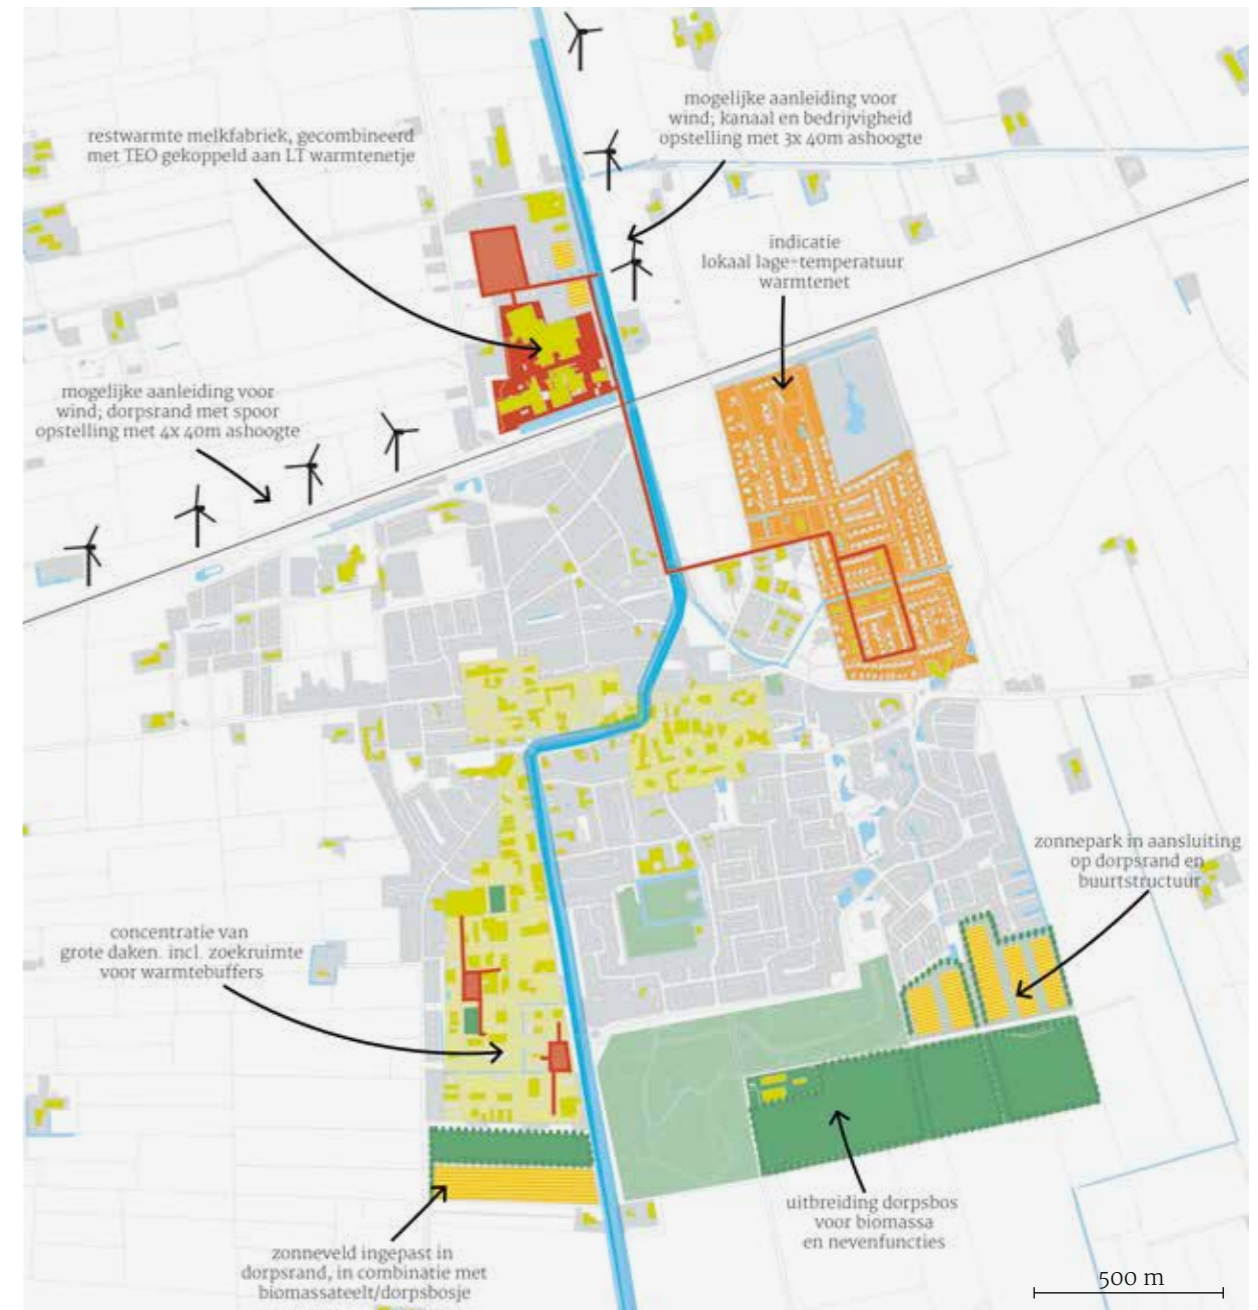 mogelijke aanleiding voor
wind; kanaal en bedrijvigheid
opstelling met 3x 40m ashoogte
restwarmte melkfabriek, gecombineerd
met TEO gekoppeld aan LT warmtenetje
indicatie
lokaal lage-temperatuur
warmtenet
mogelijke aanleiding voor
wind; dorpsrand met spoor
opstelling met 4x 40m ashoogte
zonnepark in aansluiting
op dorpsrand en
buurtstructuur
concentratie van
grote daken. incl. zoekruimte
voor warmtebuffers
uitbreiding dorpsbos
voor biomassa
en nevenfuncties
zonneveld ingepast in
dorpsrand, in combinatie met
biomassateelt/dorpsbosje
500 m